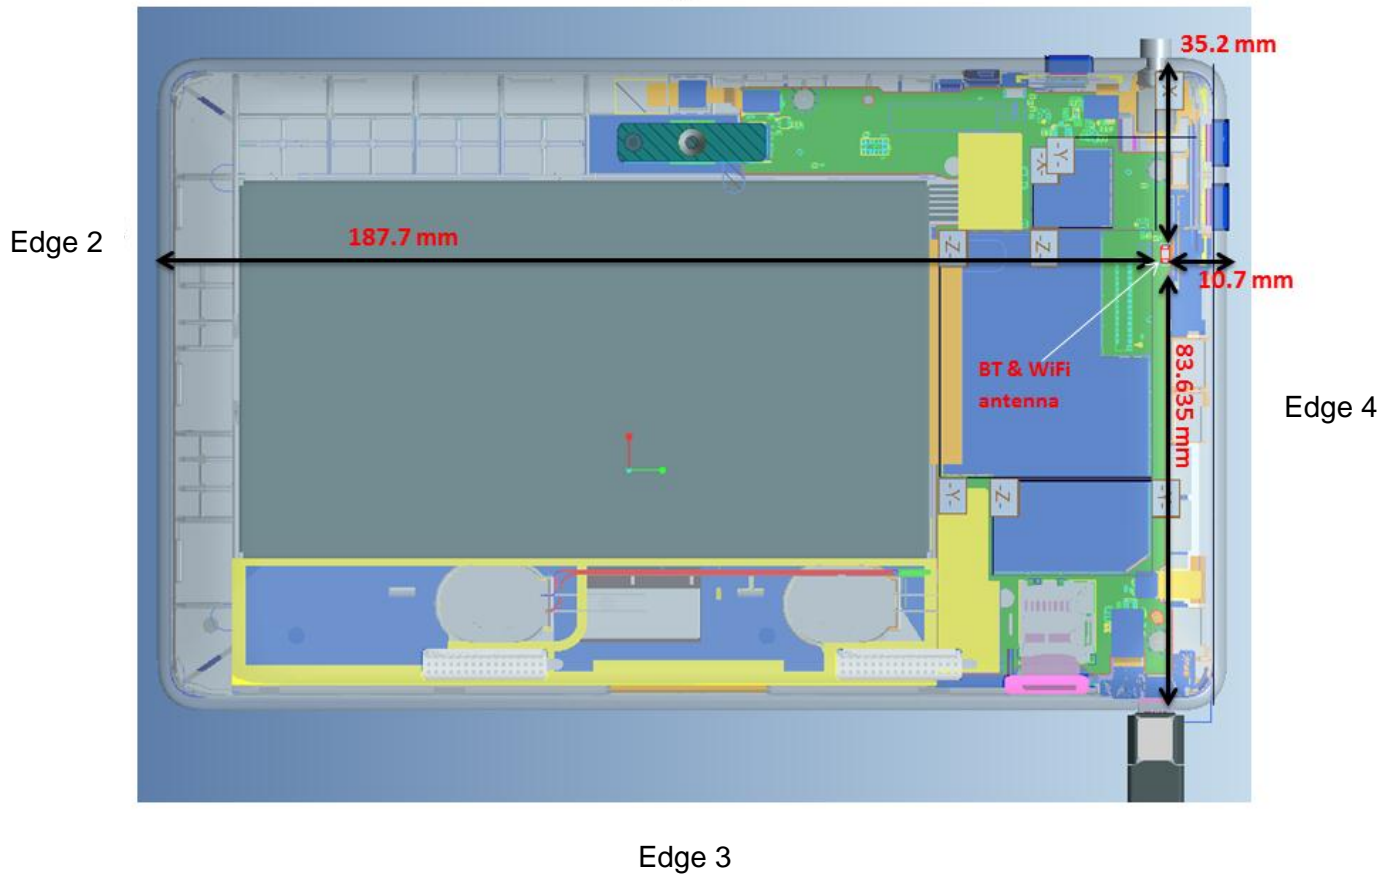 35.2 mm
-X-
-Y-
-X-
Edge 2
187.7 mm
-Z-
-Z-
10.7 mm
BT & WiFi
antenna
83.635 mm
Edge 4
-Y-
-Z-
-Y-
Edge 3